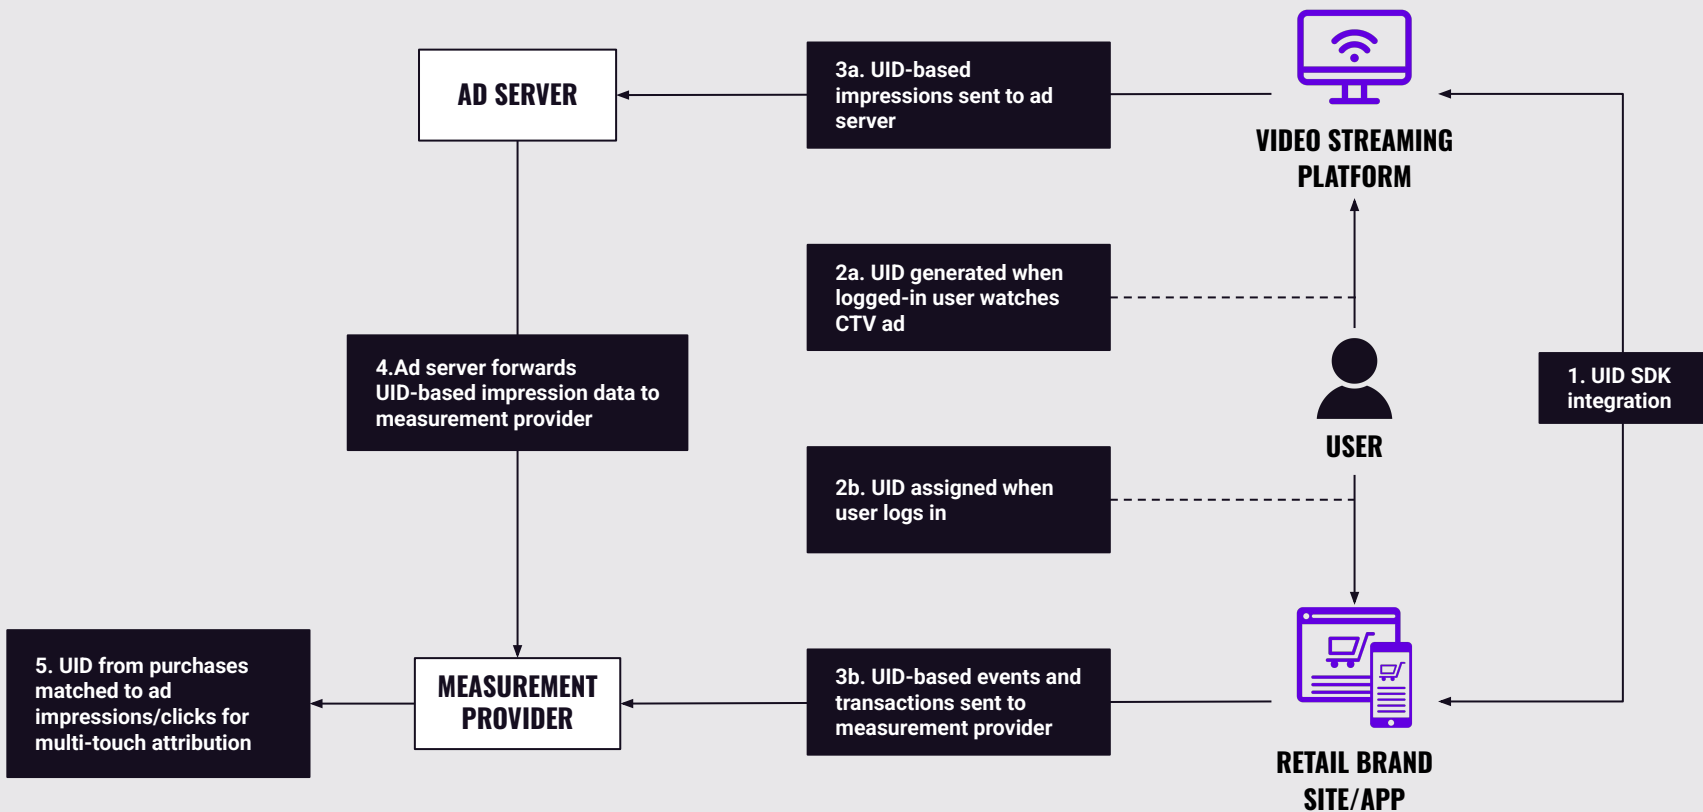 AD SERVER
3a. UID-based
impressions sent to ad
server
VIDEO STREAMING
PLATFORM
2a. UID generated when
logged-in user watches
CTV ad
4.Ad server forwards
UID-based impression data to
measurement provider
1. UID SDK
integration
USER
2b. UID assigned when
user logs in
5. UID from purchases
matched to ad
impressions/clicks for
multi-touch attribution
MEASUREMENT
PROVIDER
3b. UID-based events and
transactions sent to
measurement provider
RETAIL BRAND
SITE/APP